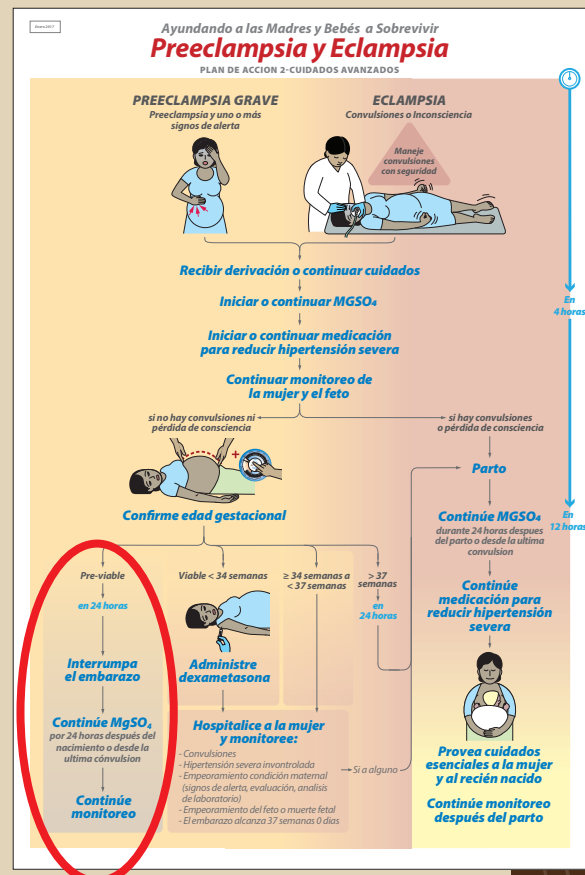 Enero 2017
Ayundando a las Madres y Bebés a Sobrevivir
Preeclampsia y Eclampsia
PLAN DE ACCION 2-CUIDADOS AVANZADOS
PREECLAMPSIA GRAVE
Preeclampsia y uno o más
signos de alerta
ECLAMPSIA
Convulsiones o Inconsciencia
Maneje
convulsiones
con seguridad
Recibir derivación o continuar cuidados
Iniciar o continuar MGSO₄
Iniciar o continuar medicación
para reducir hipertensión severa
Continuar monitoreo de
la mujer y el feto
En
4 horas
si no hay convulsiones ni
pérdida de consciencia
si hay convulsiones
o pérdida de consciencia
+
Confirme edad gestacional
Parto
Continúe MGSO₄
durante 24 horas despues
del parto o desde la ultima
convulsion
En
12 horas
Continúe
medicación para
reducir hipertensión
severa
Pre-viable
en 24 horas
Interrumpa
el embarazo
Continúe MgSO₄
por 24 horas después del
nacimiento o desde la
ultima cónvulsion
Continúe
monitoreo
Viable < 34 semanas
Administre
dexametasona
≥ 34 semanas a
< 37 semanas
> 37
semanas
en
24 horas
Hospitalice a la mujer
y monitoree:
- Convulsiones
- Hipertensión severa invontrolada
- Empeoramiento condición maternal
(signos de alerta, evaluación, analisis
de laboratorio)
- Empeoramiento del feto o muerte fetal
- El embarazo alcanza 37 semanas 0 dias
Si a alguno
Provea cuidados
esenciales a la mujer
y al recién nacido
Continúe monitoreo
después del parto